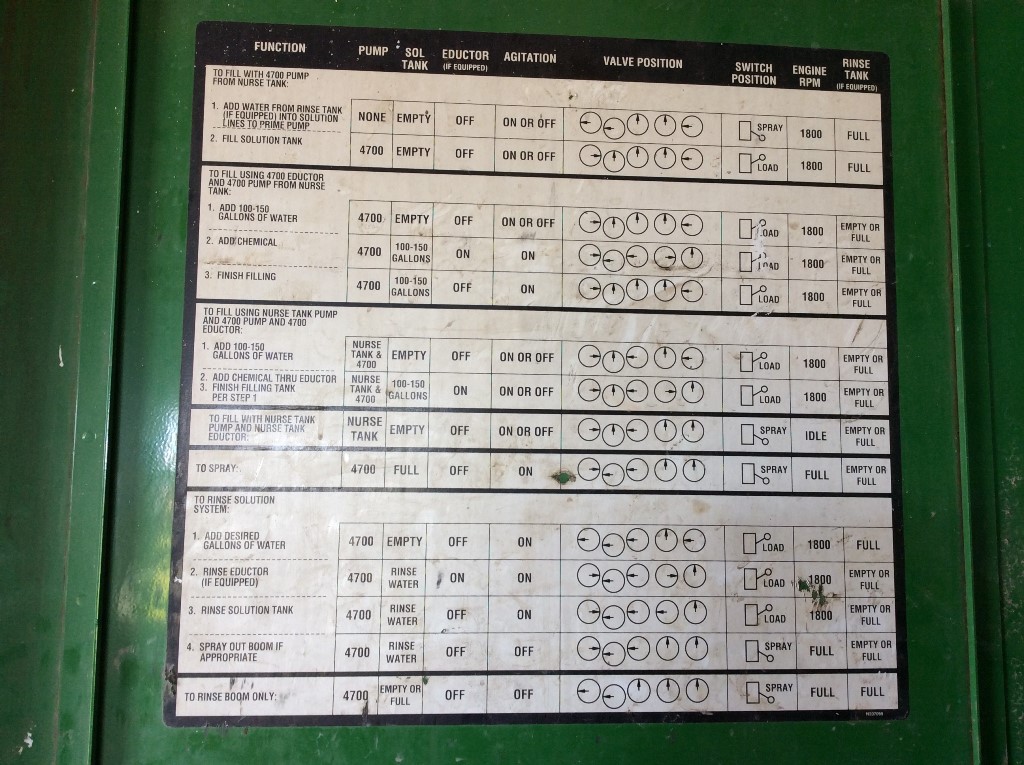 FUNCTION PUMP SOL TANK EDUCTOR (IF EQUIPPED) AGITATION VALVE POSITION SWITCH POSITION ENGINE RPM RINSE TANK (IF EQUIPPED)
TO FILL WITH 4700 PUMP
FROM NURSE TANK:
1. ADD WATER FROM RINSE TANK
(IF EQUIPPED) INTO SOLUTION
LINES TO PRIME PUMP
NONE EMPTY OFF ON OR OFF SPRAY 1800 FULL
2. FILL SOLUTION TANK
4700 EMPTY OFF ON OR OFF LOAD 1800 FULL
TO FILL USING 4700 EDUCTOR
AND 4700 PUMP FROM NURSE
TANK:
1. ADD 100-150
GALLONS OF WATER
4700 EMPTY OFF ON OR OFF LOAD 1800 EMPTY OR FULL
2. ADD CHEMICAL
4700 100-150 GALLONS ON ON LOAD 1800 EMPTY OR FULL
3. FINISH FILLING
4700 100-150 GALLONS OFF ON LOAD 1800 EMPTY OR FULL
TO FILL USING NURSE TANK PUMP
AND 4700 PUMP AND 4700
EDUCTOR:
1. ADD 100-150
GALLONS OF WATER
NURSE TANK & 4700 EMPTY OFF ON OR OFF LOAD 1800 EMPTY OR FULL
2. ADD CHEMICAL THRU EDUCTOR
3. FINISH FILLING TANK
PER STEP 1
NURSE TANK & 4700 100-150 GALLONS ON ON OR OFF LOAD 1800 EMPTY OR FULL
TO FILL WITH NURSE TANK
PUMP AND NURSE TANK
EDUCTOR:
NURSE TANK EMPTY OFF ON OR OFF SPRAY IDLE EMPTY OR FULL
TO SPRAY: 4700 FULL OFF ON SPRAY FULL EMPTY OR FULL
TO RINSE SOLUTION
SYSTEM:
1. ADD DESIRED
GALLONS OF WATER
4700 EMPTY OFF ON LOAD 1800 FULL
2. RINSE EDUCTOR
(IF EQUIPPED)
4700 RINSE WATER ON ON LOAD 1800 EMPTY OR FULL
3. RINSE SOLUTION TANK
4700 RINSE WATER OFF ON LOAD 1800 EMPTY OR FULL
4. SPRAY OUT BOOM IF
APPROPRIATE
4700 RINSE WATER OFF OFF SPRAY FULL EMPTY OR FULL
TO RINSE BOOM ONLY: 4700 EMPTY OR FULL OFF OFF SPRAY FULL FULL